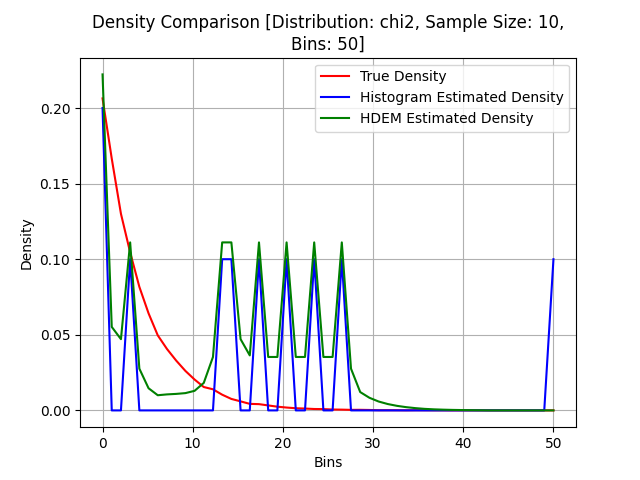 Density Comparison [Distribution: chi2, Sample Size: 10,
Bins: 50]
True Density
Histogram Estimated Density
HDEM Estimated Density
Density
0.20
0.15
0.10
0.05
0.00
0 10 20 30 40 50
Bins